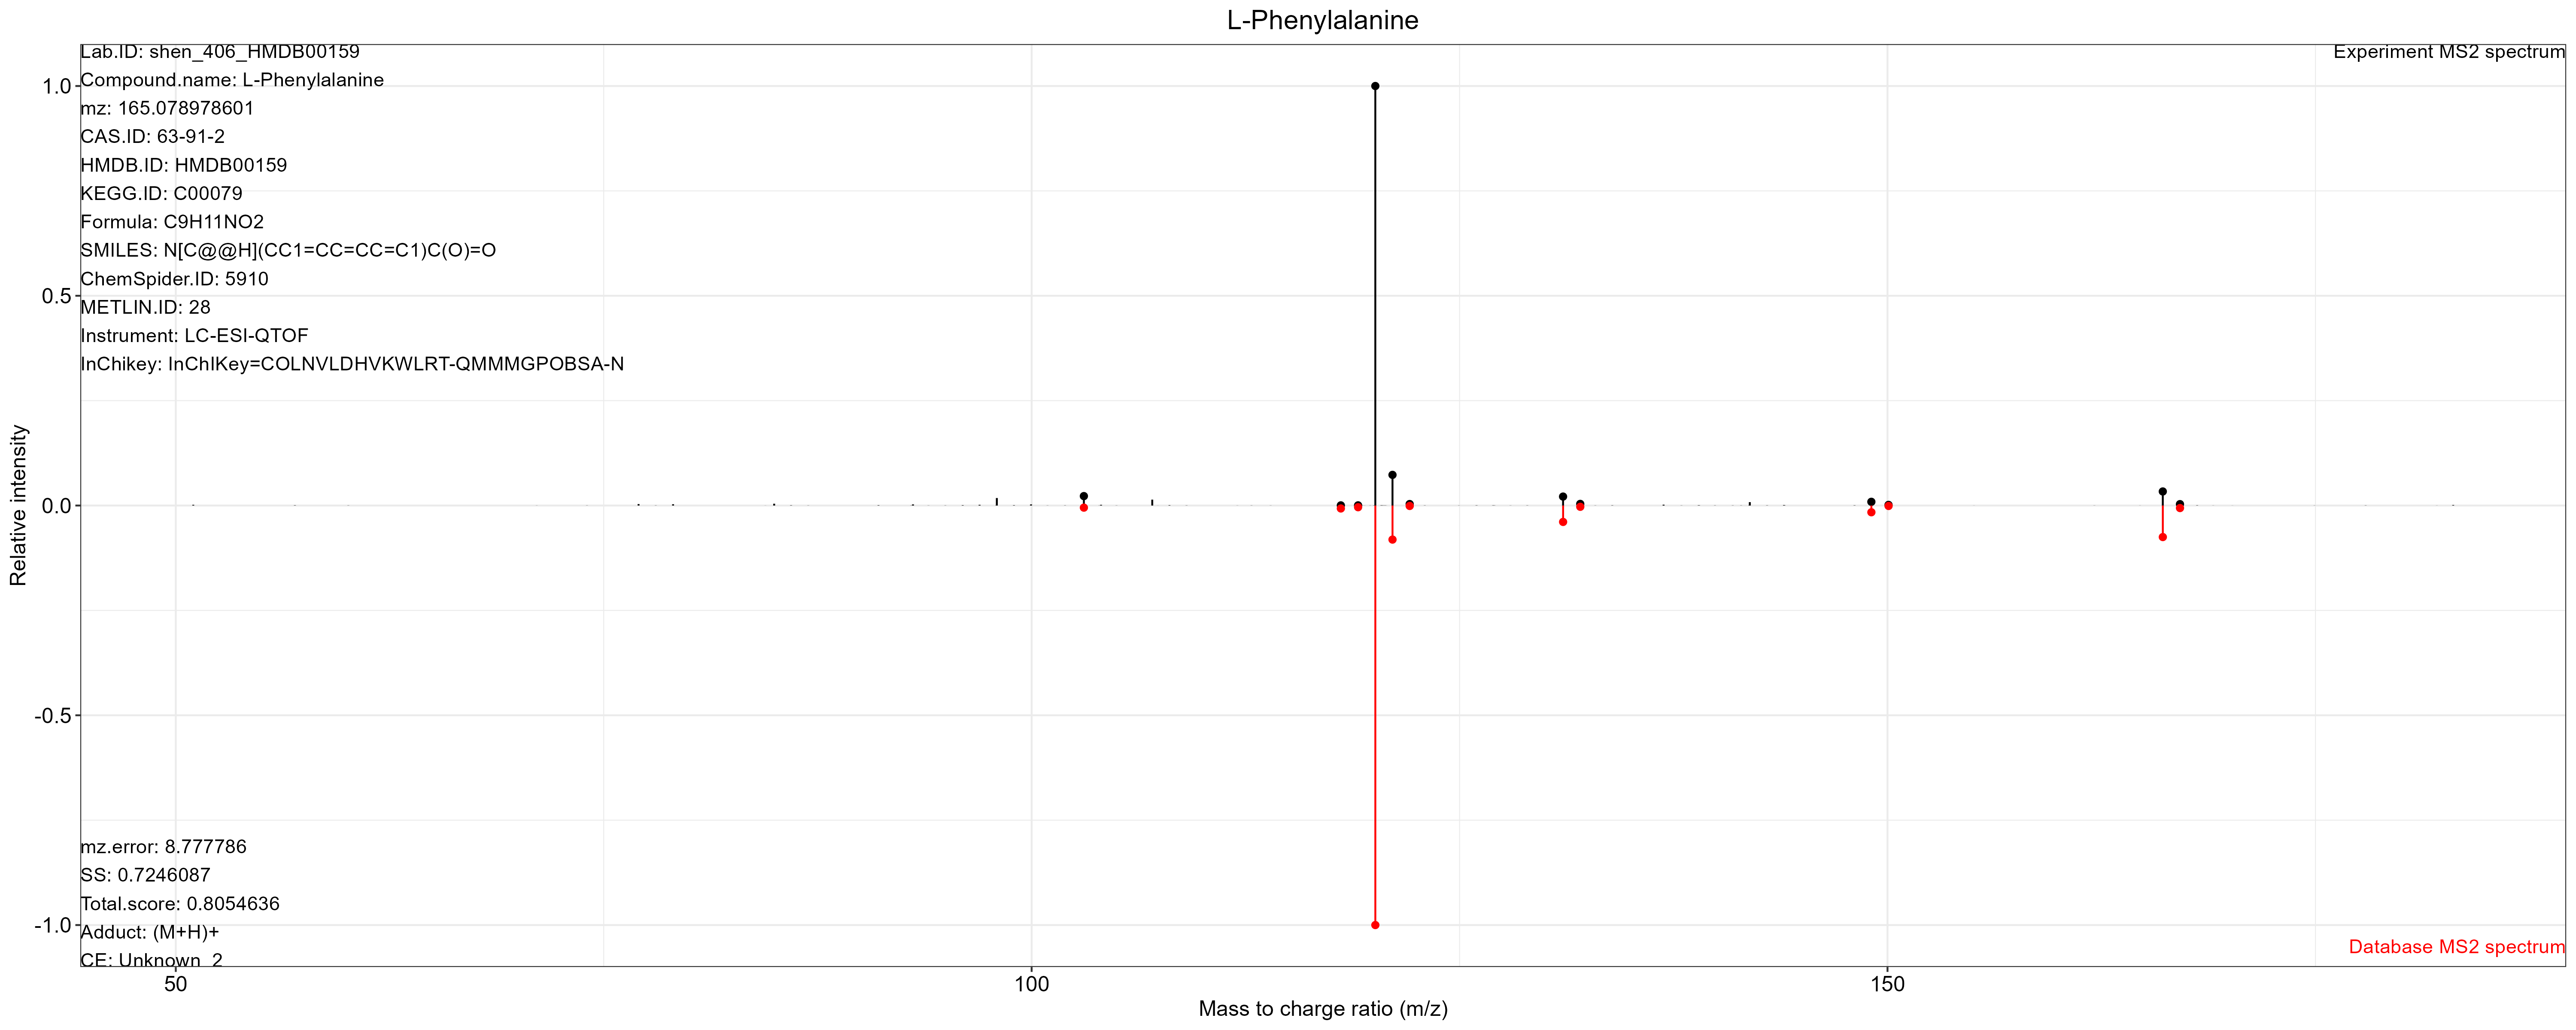 L-Phenylalanine
Lab.ID: shen_406_HMDB00159
Experiment MS2 spectrum
Compound.name: L-Phenylalanine
mz: 165.078978601
CAS.ID: 63-91-2
HMDB.ID: HMDB00159
KEGG.ID: C00079
Formula: C9H11NO2
SMILES: N[C@@H](CC1=CC=CC=C1)C(O)=O
ChemSpider.ID: 5910
METLIN.ID: 28
Instrument: LC-ESI-QTOF
InChikey: InChIKey=COLNVLDHVKWLRT-QMMMGPOBSA-N
1.0
0.5
0.0
-0.5
-1.0
Relative intensity
mz.error: 8.777786
SS: 0.7246087
Total.score: 0.8054636
Adduct: (M+H)+
CE: Unknown_2
Database MS2 spectrum
50
100
150
Mass to charge ratio (m/z)